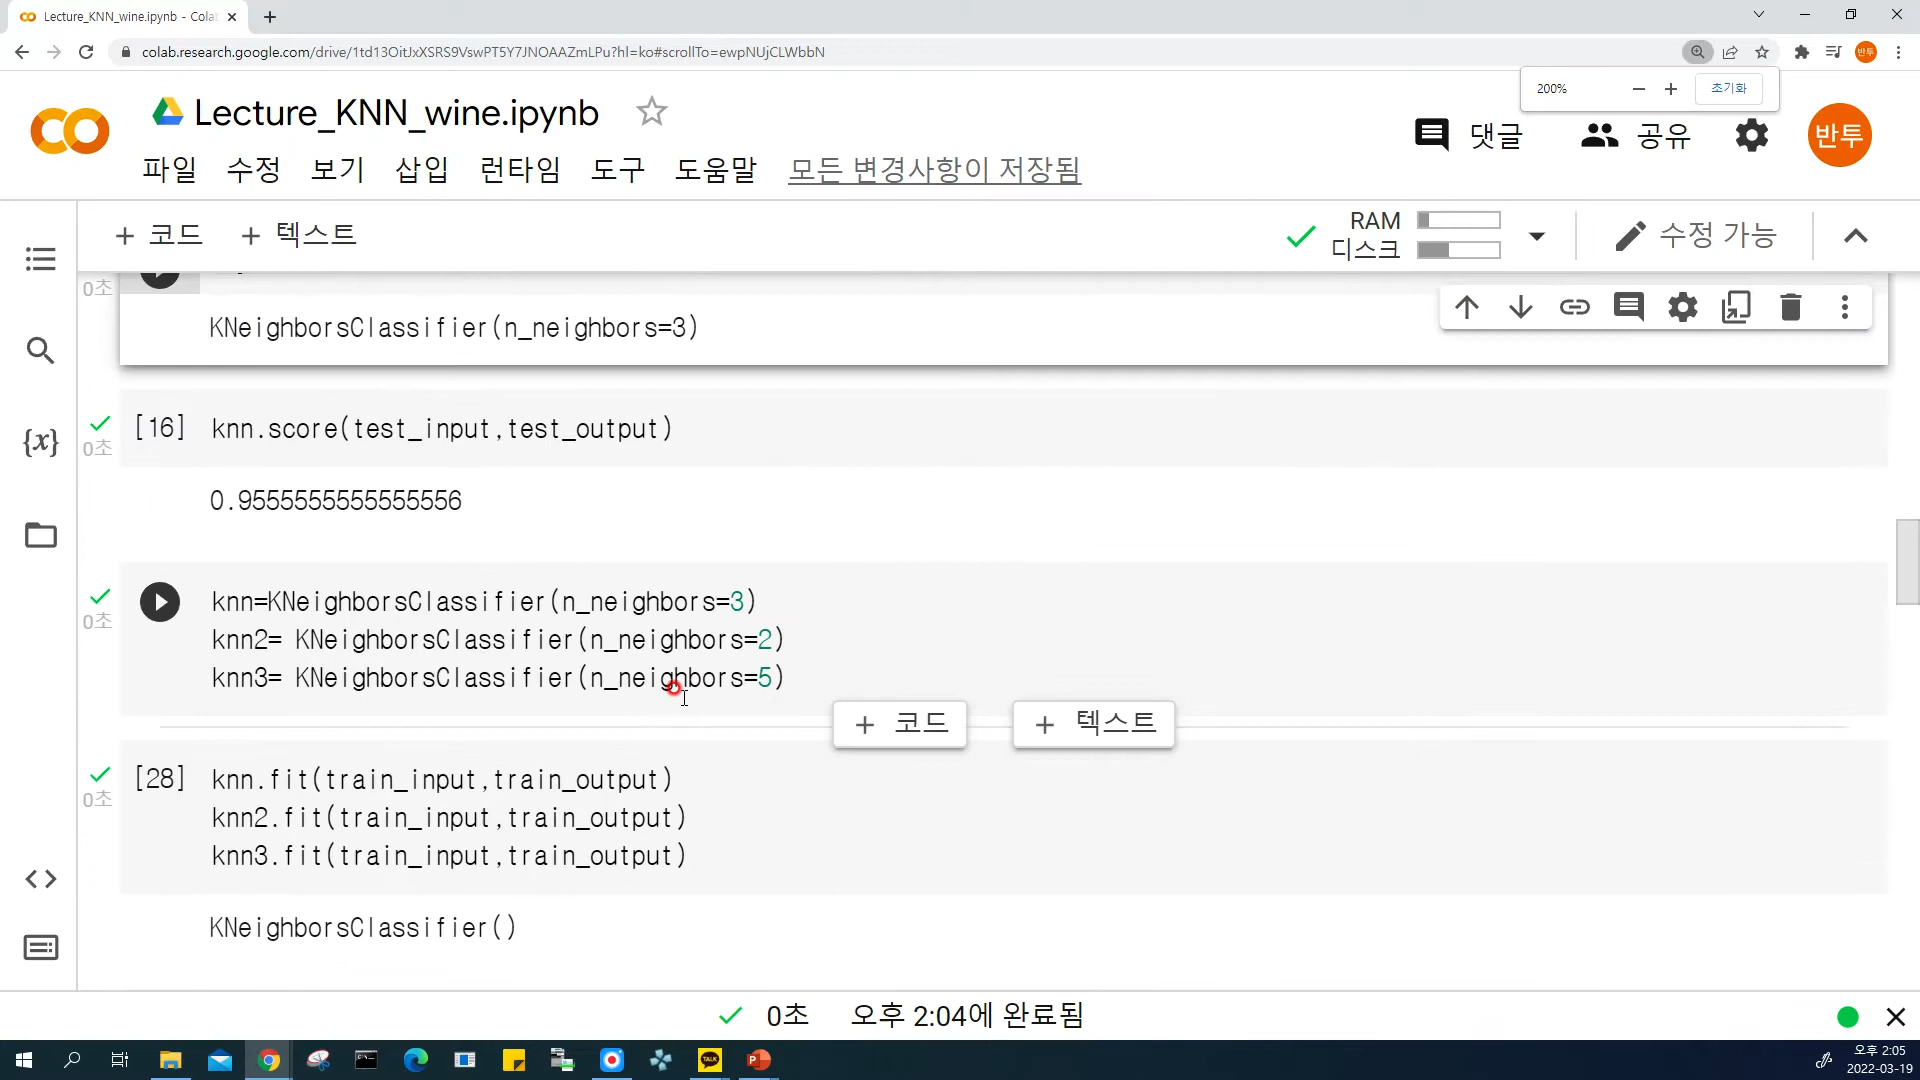 Lecture_KNN_wine.ipynb - Cola
colab.research.google.com/drive/1td13OitJxXSRS9VswPT5Y7JNOAAZmLPu?hl=ko#scrollTo=ewpNUjCLWbbN
반투
200%
초기화
Lecture_KNN_wine.ipynb
댓글
공유
반투
파일 수정 보기 삽입 런타임 도구 도움말 모든 변경사항이 저장됨
+ 코드 + 텍스트
RAM
디스크
수정 가능
0초
KNeighborsClassifier(n_neighbors=3)
[16] knn.score(test_input,test_output)
0초
0.9555555555555556
knn=KNeighborsClassifier(n_neighbors=3)
0초
knn2= KNeighborsClassifier(n_neighbors=2)
knn3= KNeighborsClassifier(n_neighbors=5)
+ 코드 + 텍스트
[28] knn.fit(train_input,train_output)
0초
knn2.fit(train_input,train_output)
knn3.fit(train_input,train_output)
KNeighborsClassifier()
0초 오후 2:04에 완료됨
TALK
오후 2:05
2022-03-19